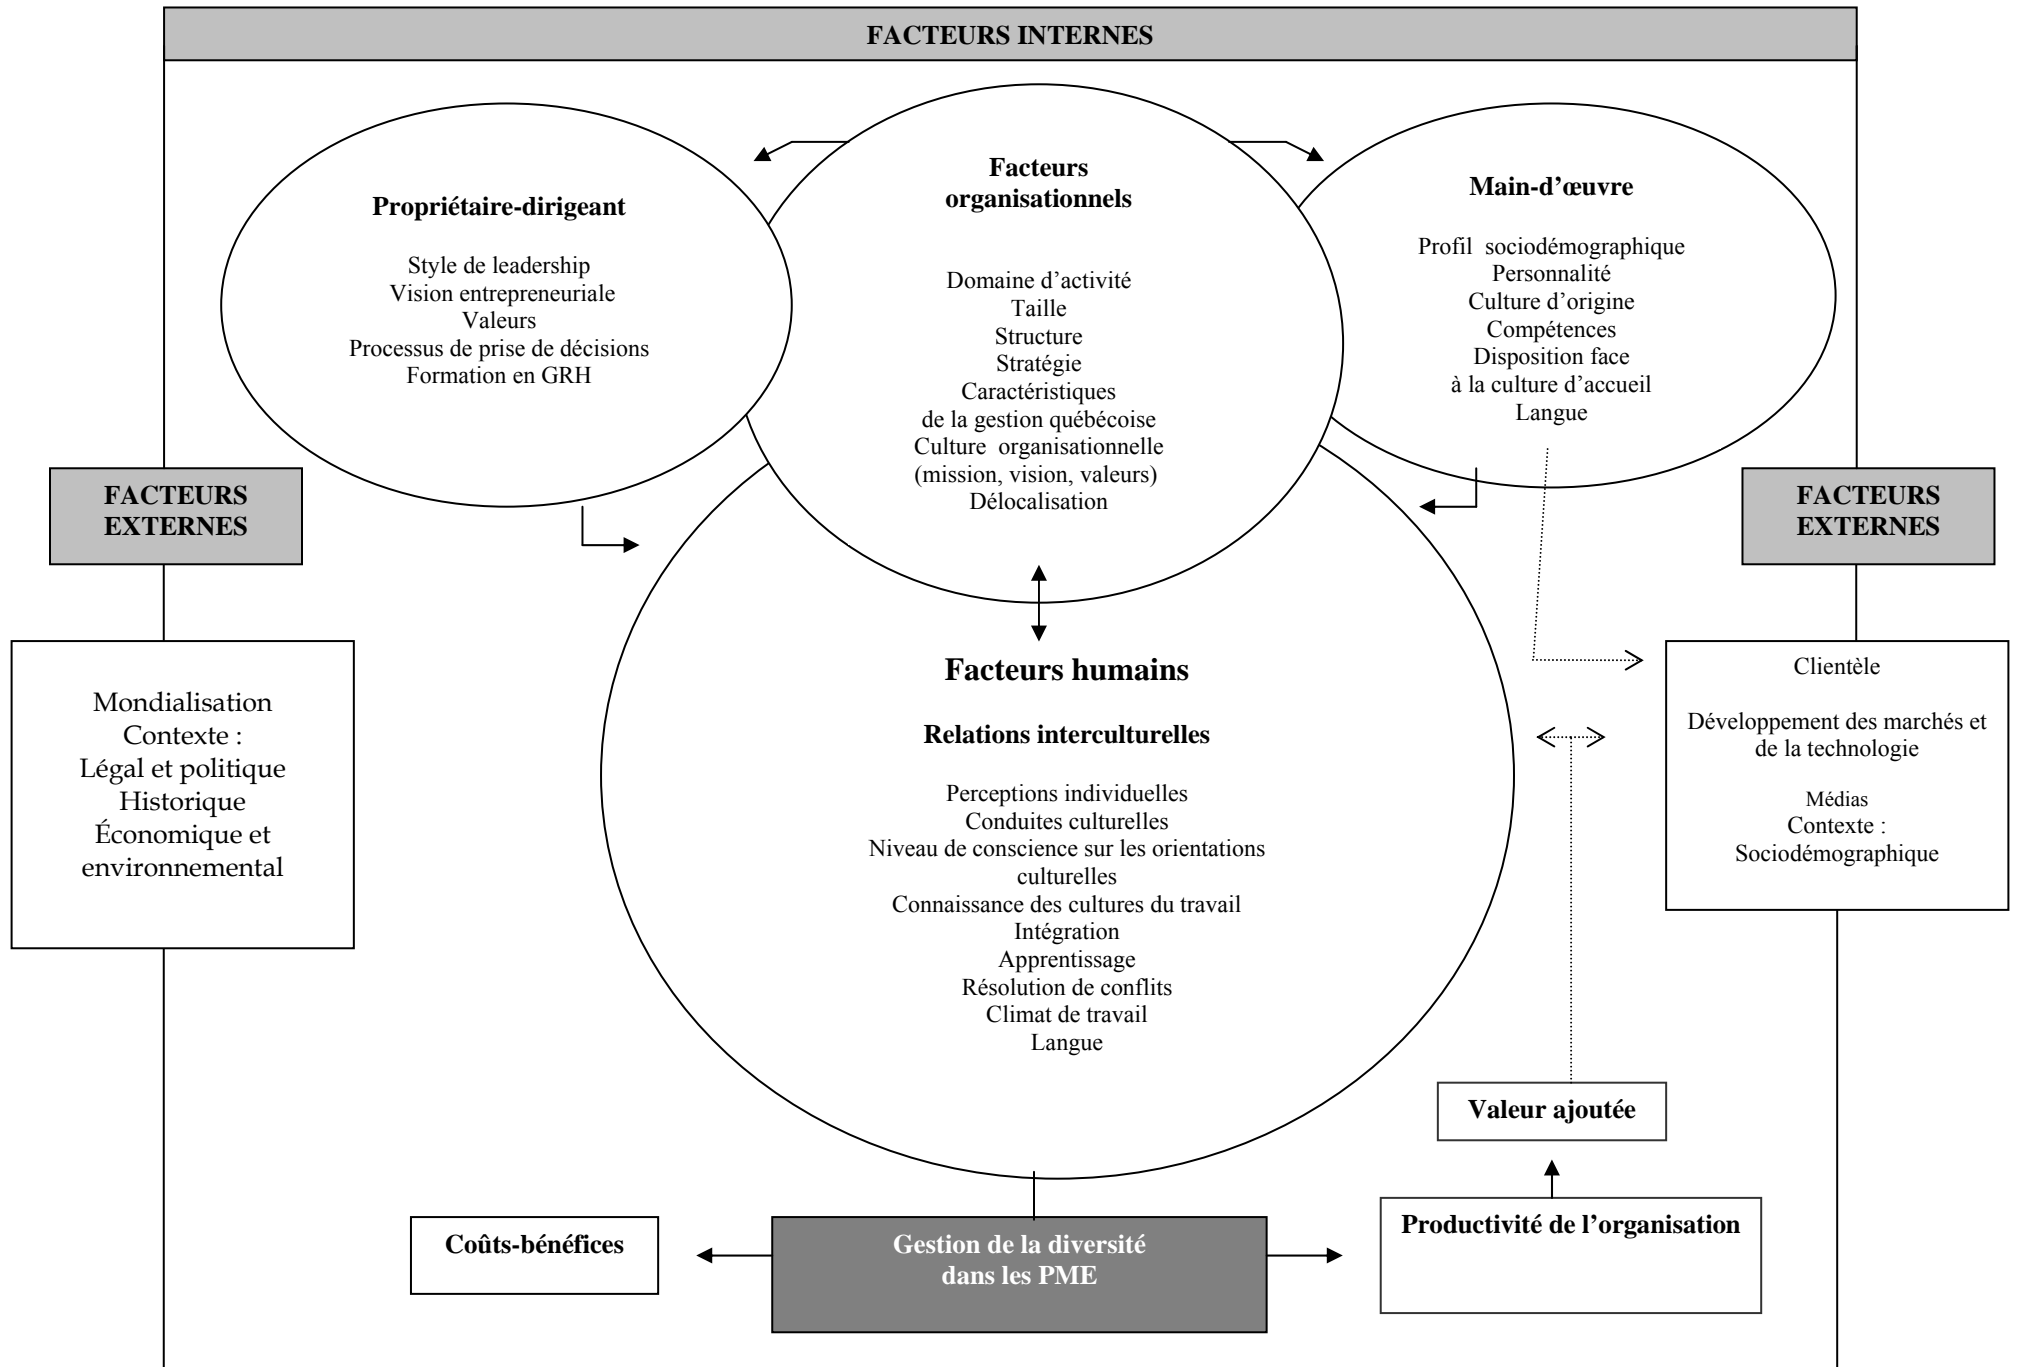 FACTEURS INTERNES
Propriétaire-dirigeant
Style de leadership
Vision entrepreneuriale
Valeurs
Processus de prise de décisions
Formation en GRH
Facteurs
organisationnels
Domaine d’activité
Taille
Structure
Stratégie
Caractéristiques
de la gestion québécoise
Culture organisationnelle
(mission, vision, valeurs)
Délocalisation
Main-d’œuvre
Profil sociodémographique
Personnalité
Culture d’origine
Compétences
Disposition face
à la culture d’accueil
Langue
FACTEURS
EXTERNES
Mondialisation
Contexte :
Légal et politique
Historique
Économique et
environnemental
FACTEURS
EXTERNES
Clientèle
Développement des marchés et
de la technologie
Médias
Contexte :
Sociodémographique
Facteurs humains
Relations interculturelles
Perceptions individuelles
Conduites culturelles
Niveau de conscience sur les orientations
culturelles
Connaissance des cultures du travail
Intégration
Apprentissage
Résolution de conflits
Climat de travail
Langue
Valeur ajoutée
Coûts-bénéfices
Gestion de la diversité
dans les PME
Productivité de l’organisation